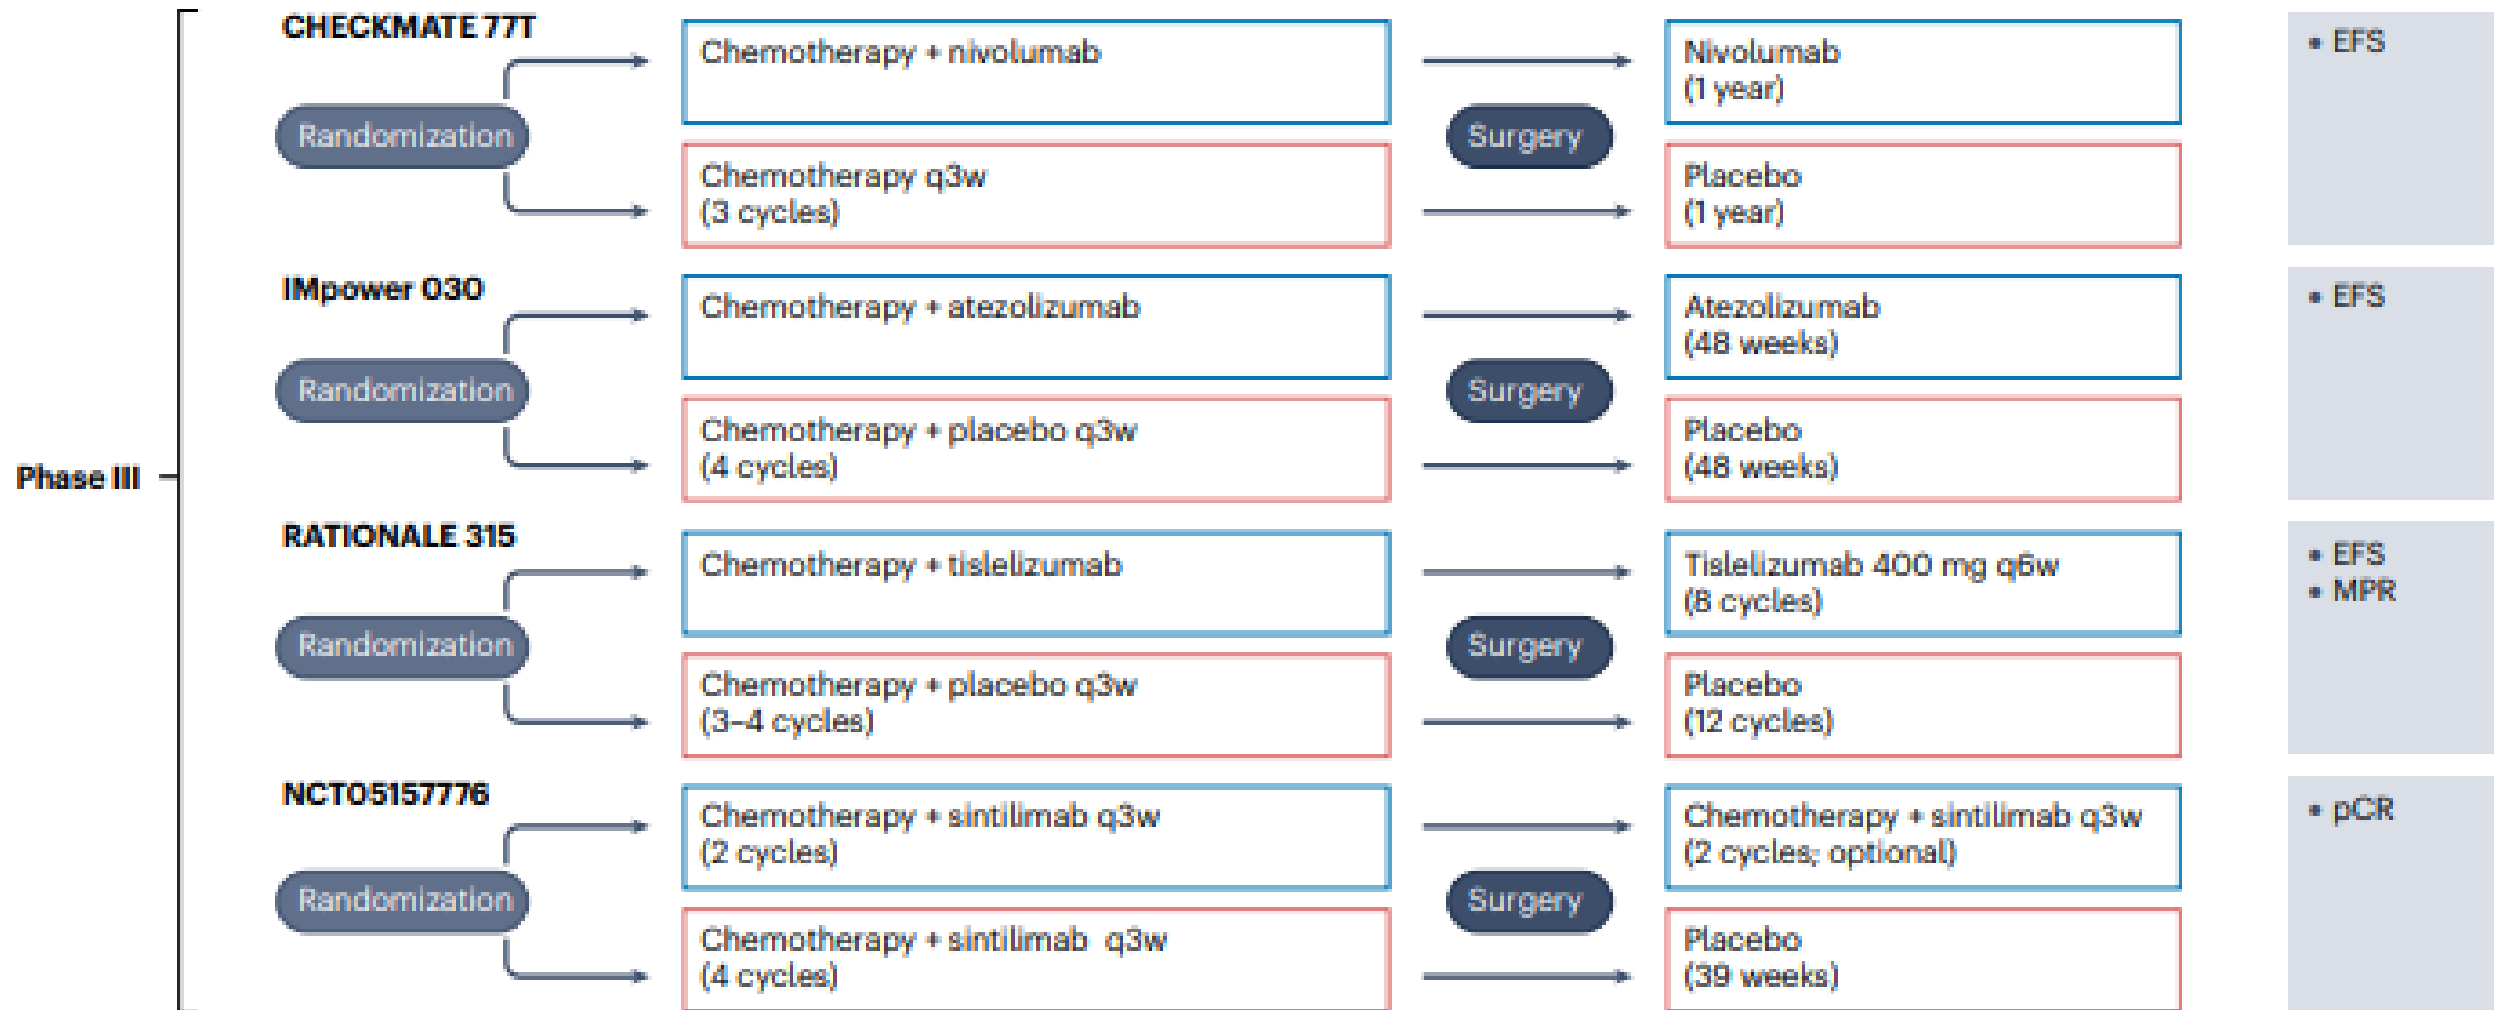 Phase III
CHECKMATE 77T
Randomization
Chemotherapy + nivolumab
Chemotherapy q3w
(3 cycles)
Surgery
Nivolumab
(1 year)
Placebo
(1 year)
• EFS
IMpower 030
Randomization
Chemotherapy + atezolizumab
Chemotherapy + placebo q3w
(4 cycles)
Surgery
Atezolizumab
(48 weeks)
Placebo
(48 weeks)
• EFS
RATIONALE 315
Randomization
Chemotherapy + tislelizumab
Chemotherapy + placebo q3w
(3–4 cycles)
Surgery
Tislelizumab 400 mg q6w
(8 cycles)
Placebo
(12 cycles)
• EFS
• MPR
NCT05157776
Randomization
Chemotherapy + sintilimab q3w
(2 cycles)
Chemotherapy + sintilimab q3w
(4 cycles)
Surgery
Chemotherapy + sintilimab q3w
(2 cycles; optional)
Placebo
(39 weeks)
• pCR